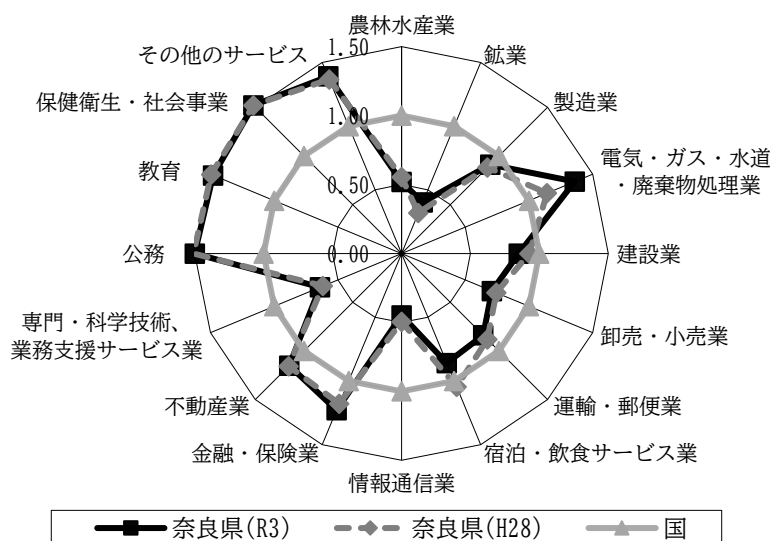 農林水産業
鉱業
製造業
電気・ガス・水道
・廃棄物処理業
建設業
卸売・小売業
運輸・郵便業
宿泊・飲食サービス業
情報通信業
金融・保険業
不動産業
専門・科学技術、
業務支援サービス業
公務
教育
保健衛生・社会事業
その他のサービス
1.50
1.00
0.50
0.00
奈良県(R3)
奈良県(H28)
国